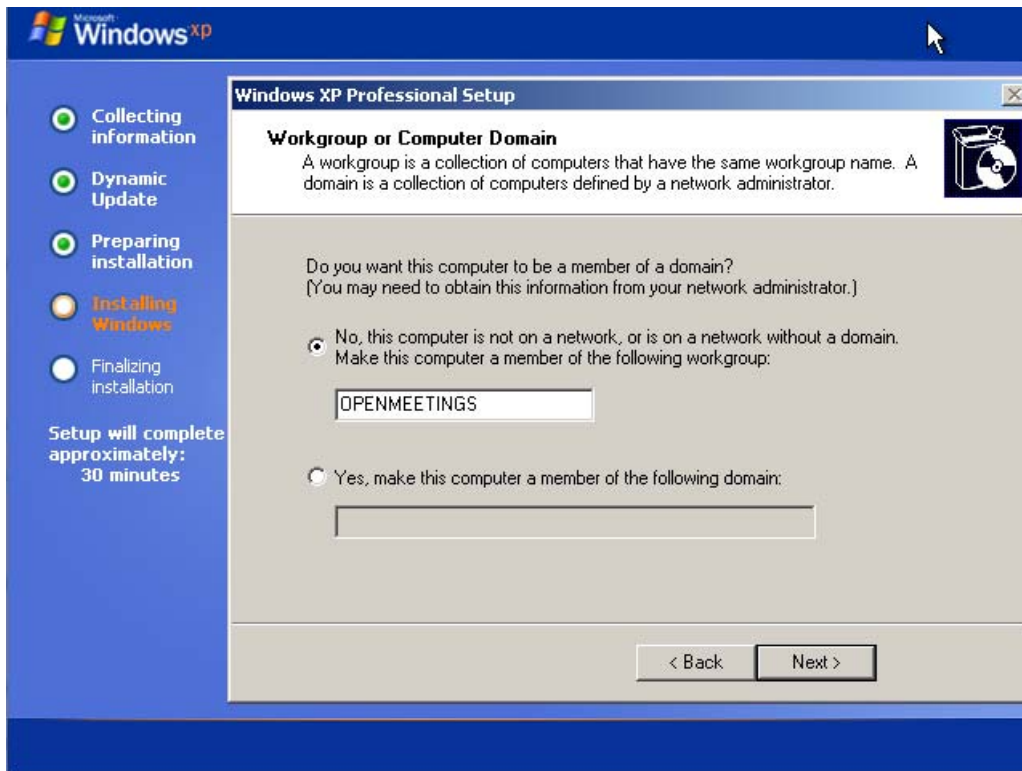 Microsoft
Windows xp
Collecting
information
Dynamic
Update
Preparing
installation
Installing
Windows
Finalizing
installation
Setup will complete
approximately:
30 minutes
Windows XP Professional Setup
Workgroup or Computer Domain
A workgroup is a collection of computers that have the same workgroup name. A
domain is a collection of computers defined by a network administrator.
Do you want this computer to be a member of a domain?
(You may need to obtain this information from your network administrator.)
No, this computer is not on a network, or is on a network without a domain.
Make this computer a member of the following workgroup:
OPENMEETINGS
Yes, make this computer a member of the following domain:
< Back
Next >